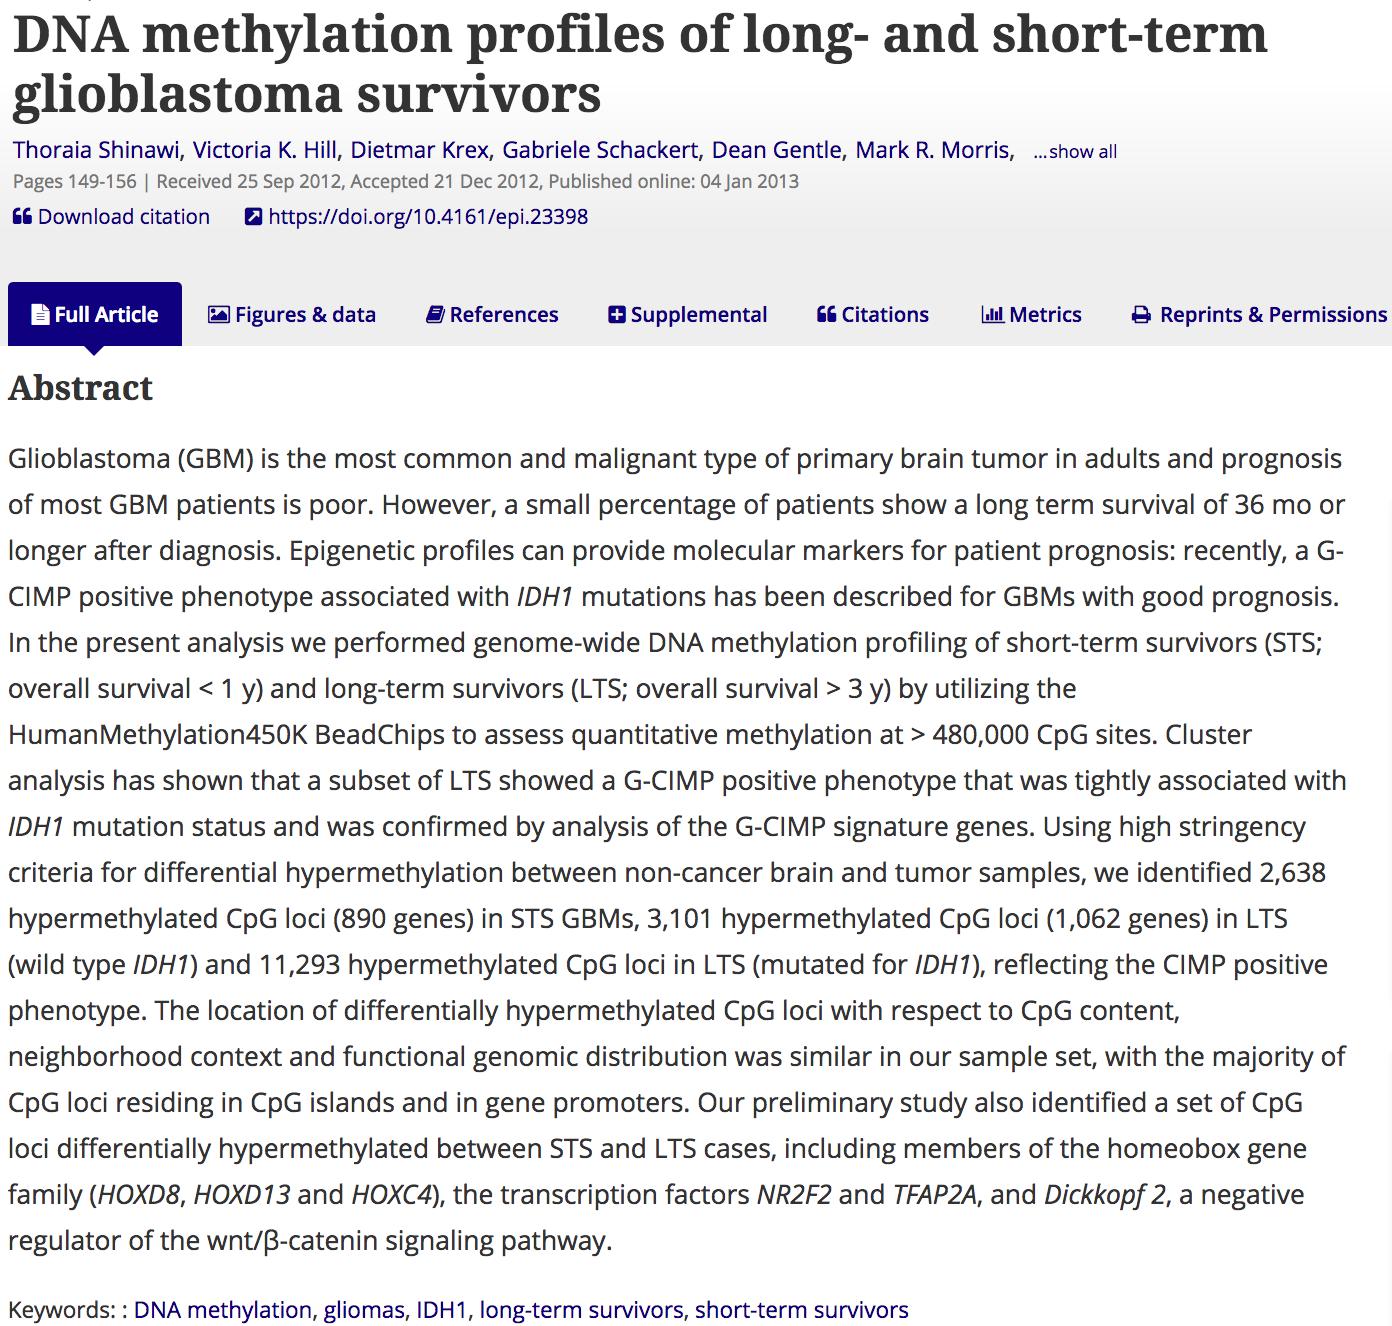 DNA methylation profiles of long- and short-term
glioblastoma survivors
Thoraia Shinawi, Victoria K. Hill, Dietmar Krex, Gabriele Schackert, Dean Gentle, Mark R. Morris, ...show all
Pages 149-156 | Received 25 Sep 2012, Accepted 21 Dec 2012, Published online: 04 Jan 2013
Download citation https://doi.org/10.4161/epi.23398
Full Article Figures & data References Supplemental Citations Metrics Reprints & Permissions
Abstract
Glioblastoma (GBM) is the most common and malignant type of primary brain tumor in adults and prognosis
of most GBM patients is poor. However, a small percentage of patients show a long term survival of 36 mo or
longer after diagnosis. Epigenetic profiles can provide molecular markers for patient prognosis: recently, a G-
CIMP positive phenotype associated with IDH1 mutations has been described for GBMs with good prognosis.
In the present analysis we performed genome-wide DNA methylation profiling of short-term survivors (STS;
overall survival < 1 y) and long-term survivors (LTS; overall survival > 3 y) by utilizing the
HumanMethylation450K BeadChips to assess quantitative methylation at > 480,000 CpG sites. Cluster
analysis has shown that a subset of LTS showed a G-CIMP positive phenotype that was tightly associated with
IDH1 mutation status and was confirmed by analysis of the G-CIMP signature genes. Using high stringency
criteria for differential hypermethylation between non-cancer brain and tumor samples, we identified 2,638
hypermethylated CpG loci (890 genes) in STS GBMs, 3,101 hypermethylated CpG loci (1,062 genes) in LTS
(wild type IDH1) and 11,293 hypermethylated CpG loci in LTS (mutated for IDH1), reflecting the CIMP positive
phenotype. The location of differentially hypermethylated CpG loci with respect to CpG content,
neighborhood context and functional genomic distribution was similar in our sample set, with the majority of
CpG loci residing in CpG islands and in gene promoters. Our preliminary study also identified a set of CpG
loci differentially hypermethylated between STS and LTS cases, including members of the homeobox gene
family (HOXD8, HOXD13 and HOXC4), the transcription factors NR2F2 and TFAP2A, and Dickkopf 2, a negative
regulator of the wnt/β-catenin signaling pathway.
Keywords: : DNA methylation, gliomas, IDH1, long-term survivors, short-term survivors